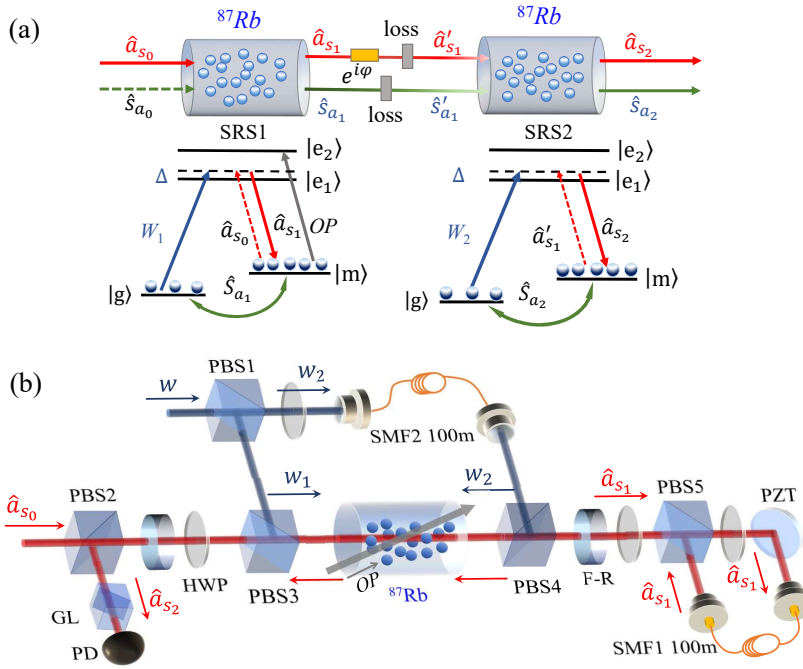 (a)
⁸⁷Rb
⁸⁷Rb
â_{s₀} â_{s₁} â′_{s₁} â_{s₂}
e^{iφ} loss
ŝ_{a₀} ŝ_{a₁} ŝ′_{a₁} ŝ_{a₂}
loss
SRS1 SRS2
|e₂⟩ |e₂⟩
Δ |e₁⟩ Δ |e₁⟩
W₁ â_{s₀} â_{s₁} OP W₂ â′_{s₁} â_{s₂}
|g⟩ Ŝ_{a₁} |m⟩ |g⟩ Ŝ_{a₂} |m⟩
(b)
PBS1
w w₂
SMF2 100m
PBS2 w₁ w₂ PBS5 PZT
â_{s₀} â_{s₁}
HWP F-R
GL â_{s₂} PBS3 OP ⁸⁷Rb PBS4 â_{s₁} â_{s₁}
PD SMF1 100m